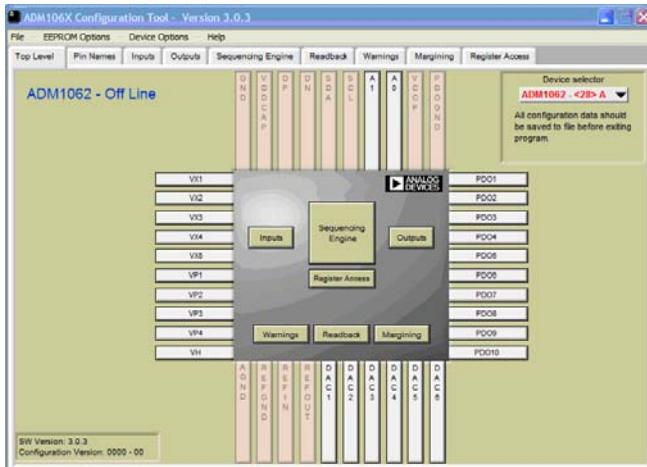 ADM106X Configuration Tool - Version 3.0.3
File EEPROM Options Device Options Help
Top Level Pin Names Inputs Outputs Sequencing Engine Readback Warnings Margining Register Access
ADM1062 - Off Line
GND VDDCAP DP DN SDA SCL A1 A0 VCCP PDOGND
Device selector
ADM1062 - <28> A
All configuration data should
be saved to file before exiting
program.
ANALOG
DEVICES
VX1 PDO1
VX2 PDO2
VX3 PDO3
VX4 PDO4
VX5 PDO5
VP1 PDO6
VP2 PDO7
VP3 PDO8
VP4 PDO9
VH PDO10
Inputs
Sequencing
Engine
Outputs
Register Access
Warnings Readback Margining
AGND REFGND REFIN REFOUT DAC1 DAC2 DAC3 DAC4 DAC5 DAC6
SW Version: 3.0.3
Configuration Version: 0000 - 00